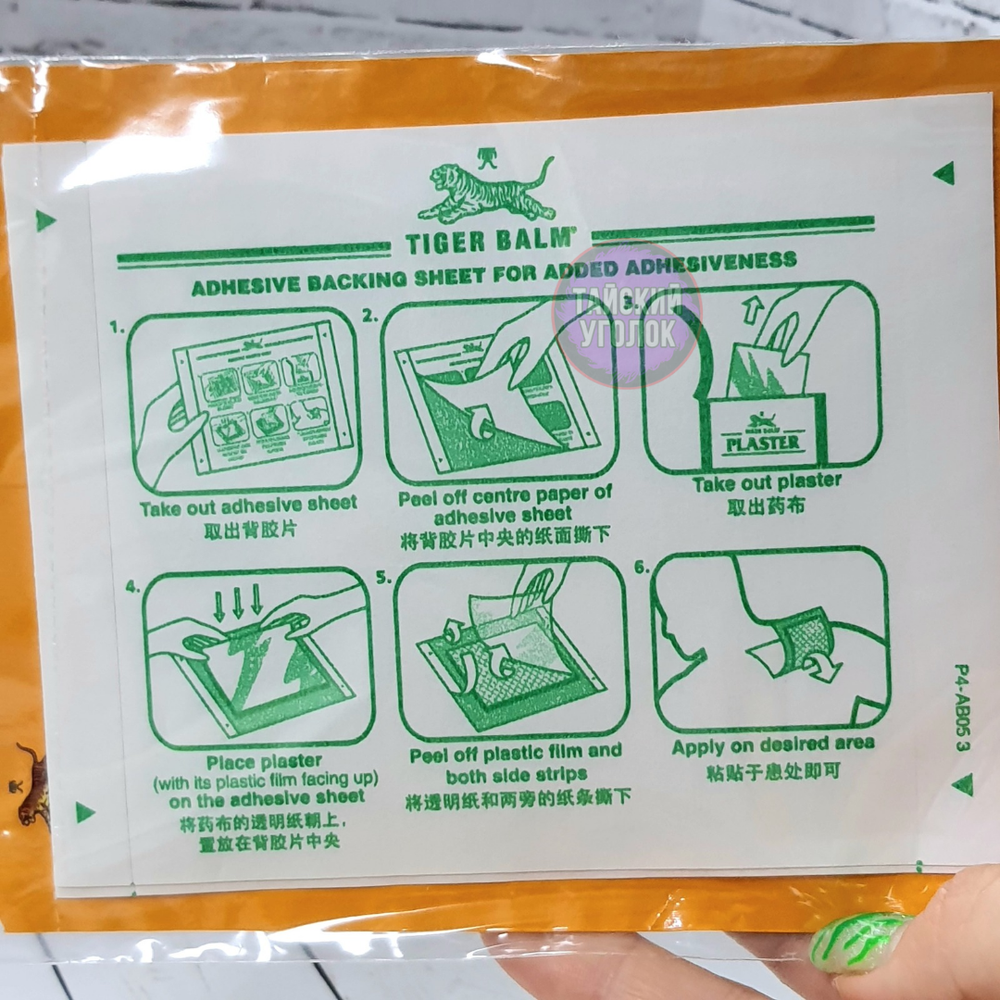 TIGER BALM
ADHESIVE BACKING SHEET FOR ADDED ADHESIVENESS
ТАЙСКИЙ
УГОЛОК
1.
Take out adhesive sheet
取出背胶片
2.
Peel off centre paper of
adhesive sheet
将背胶片中央的纸面撕下
3.
TIGER BALM
PLASTER
Take out plaster
取出药布
4.
Place plaster
(with its plastic film facing up)
on the adhesive sheet
将药布的透明纸朝上，
置放在背胶片中央
5.
Peel off plastic film and
both side strips
将透明纸和两旁的纸条撕下
6.
Apply on desired area
粘贴于患处即可
P4-AB05 3